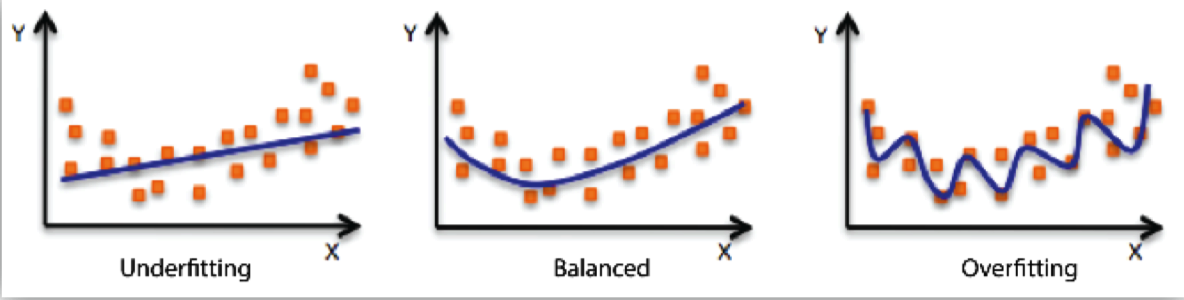 Y
X
Underfitting
Y
X
Balanced
Y
X
Overfitting